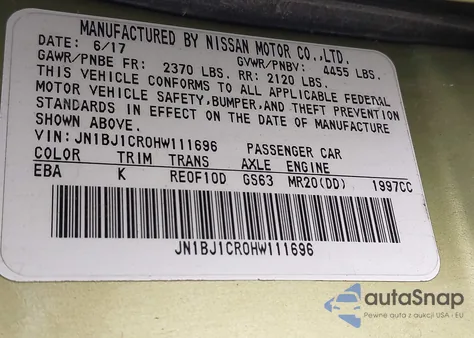 MANUFACTURED BY NISSAN MOTOR CO.,LTD.
DATE: 6/17 GVWR/PNBV: 4455 LBS.
GAWR/PNBE FR: 2370 LBS. RR: 2120 LBS.
THIS VEHICLE CONFORMS TO ALL APPLICABLE FEDERAL
MOTOR VEHICLE SAFETY,BUMPER,AND THEFT PREVENTION
STANDARDS IN EFFECT ON THE DATE OF MANUFACTURE
SHOWN ABOVE.
VIN: JN1BJ1CR0HW111696 PASSENGER CAR
COLOR TRIM TRANS AXLE ENGINE
EBA K RE0F10D GS63 MR20(DD) 1997CC
JN1BJ1CR0HW111696
autaSnap
Pewne auta z aukcji USA - EU